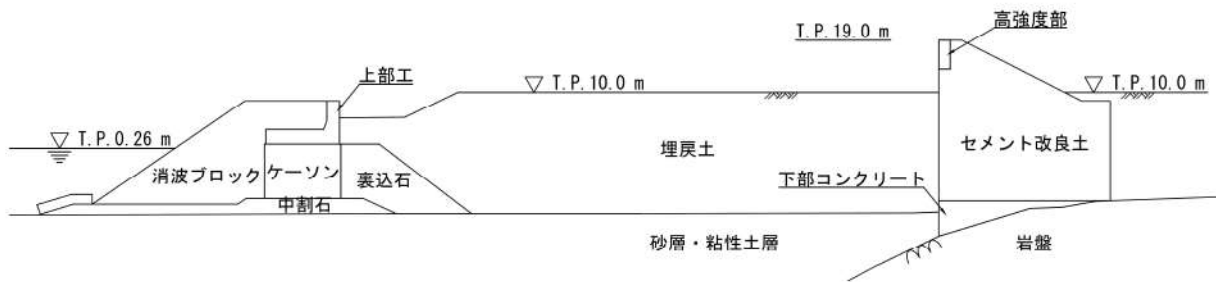 高強度部
T.P.19.0 m
上部工
T.P.10.0 m
T.P.10.0 m
T.P.0.26 m
消波ブロック
ケーソン
裏込石
埋戻土
セメント改良土
下部コンクリート
中割石
砂層・粘性土層
岩盤